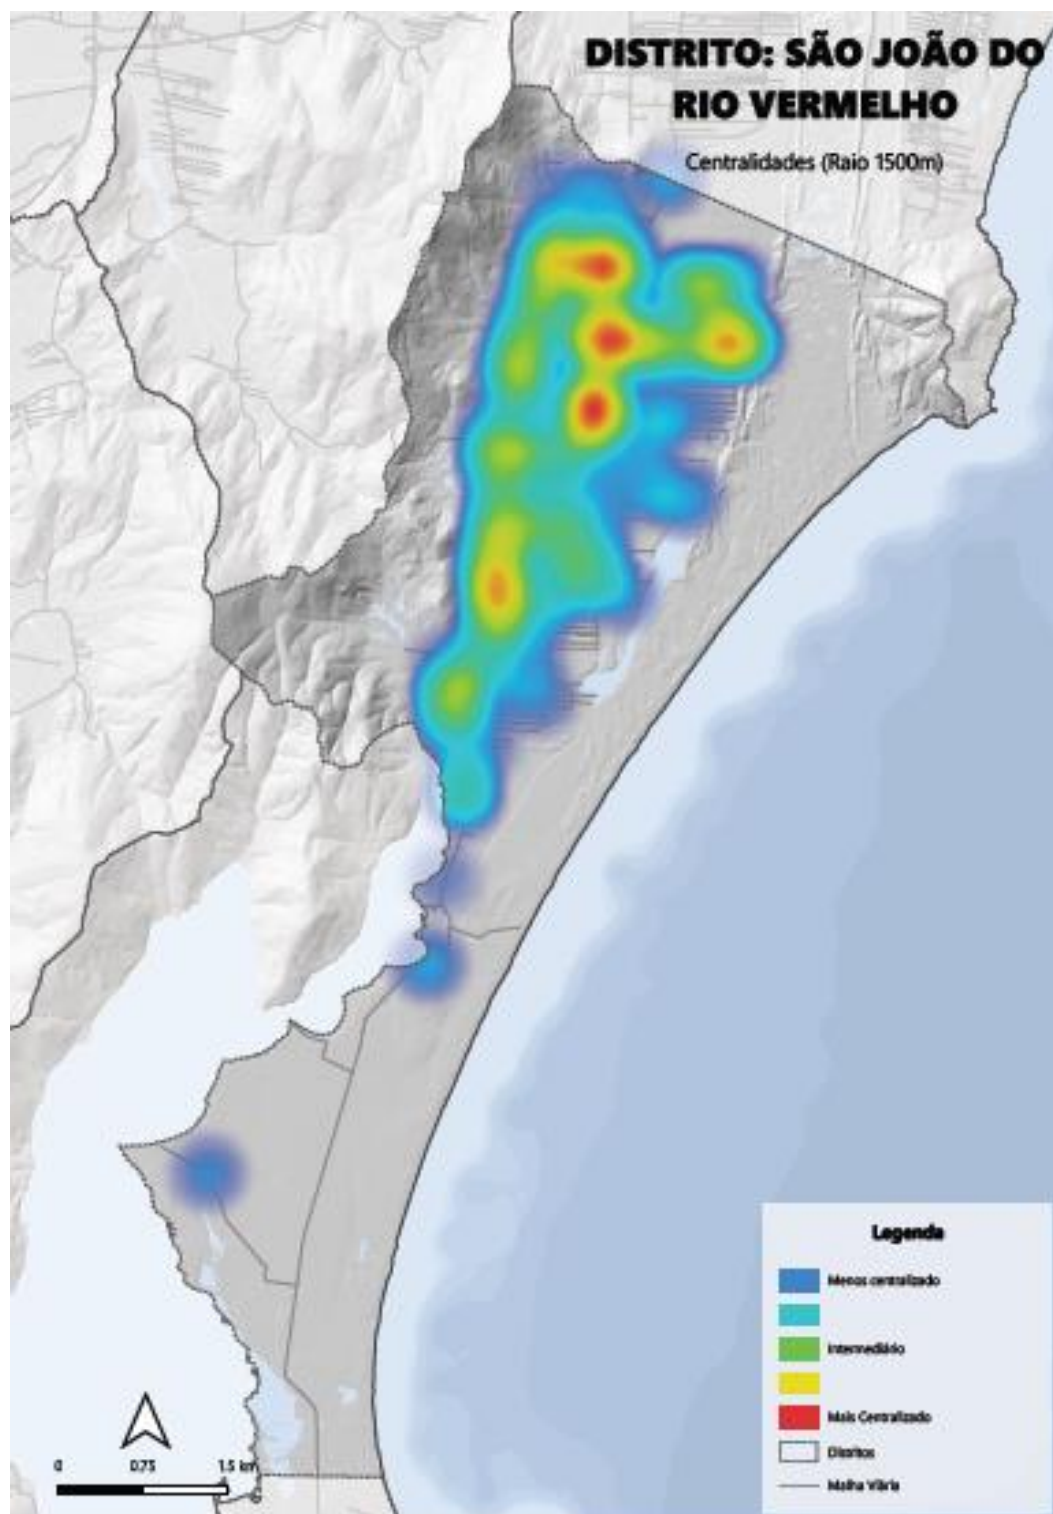 DISTRITO: SÃO JOÃO DO
RIO VERMELHO
Centralidades (Raio 1500m)
Legenda
Menos centralizado
Intermediário
Mais Centralizado
Distritos
Malha Viária
0 0.75 1.5 km